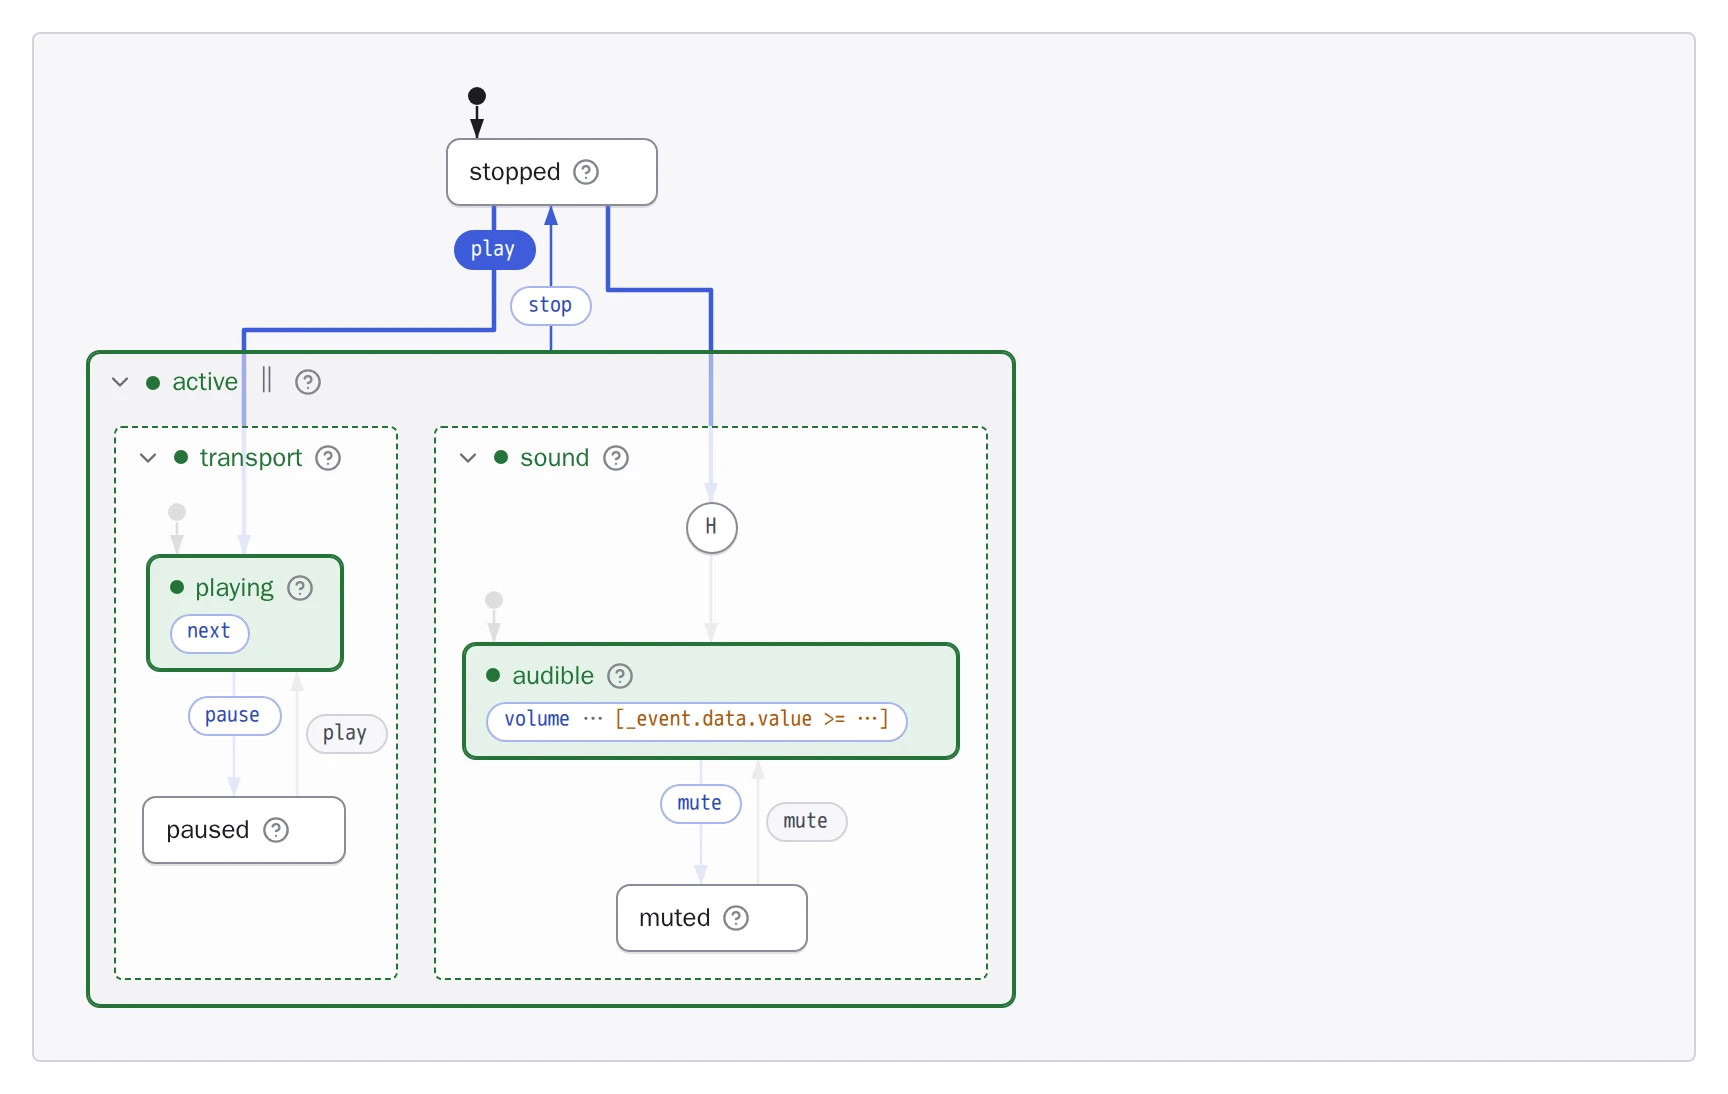 stopped ?
play
stop
active ?
transport ?
sound ?
H
playing ?
next
audible ?
volume ··· [_event.data.value >= ···]
pause
play
mute
mute
paused ?
muted ?